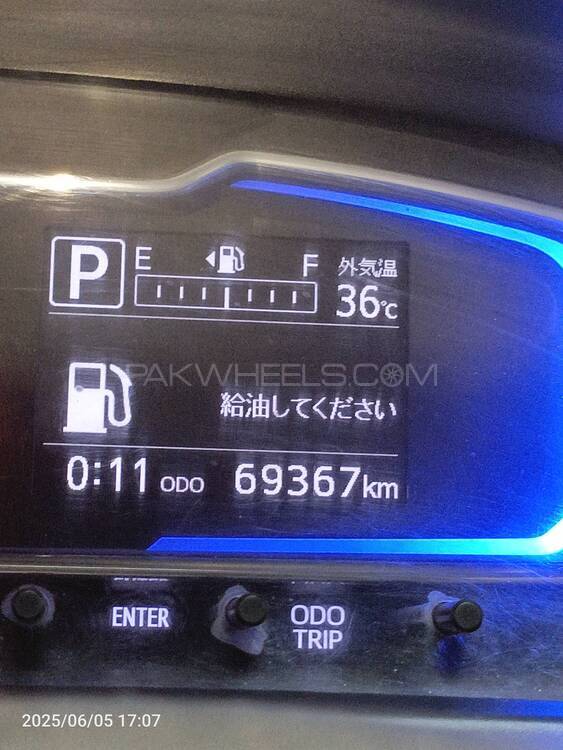 P E F 外気温
36℃
PAKWHEELS.COM
給油してください
0:11 ODO 69367km
ENTER ODO
TRIP
2025/06/05 17:07